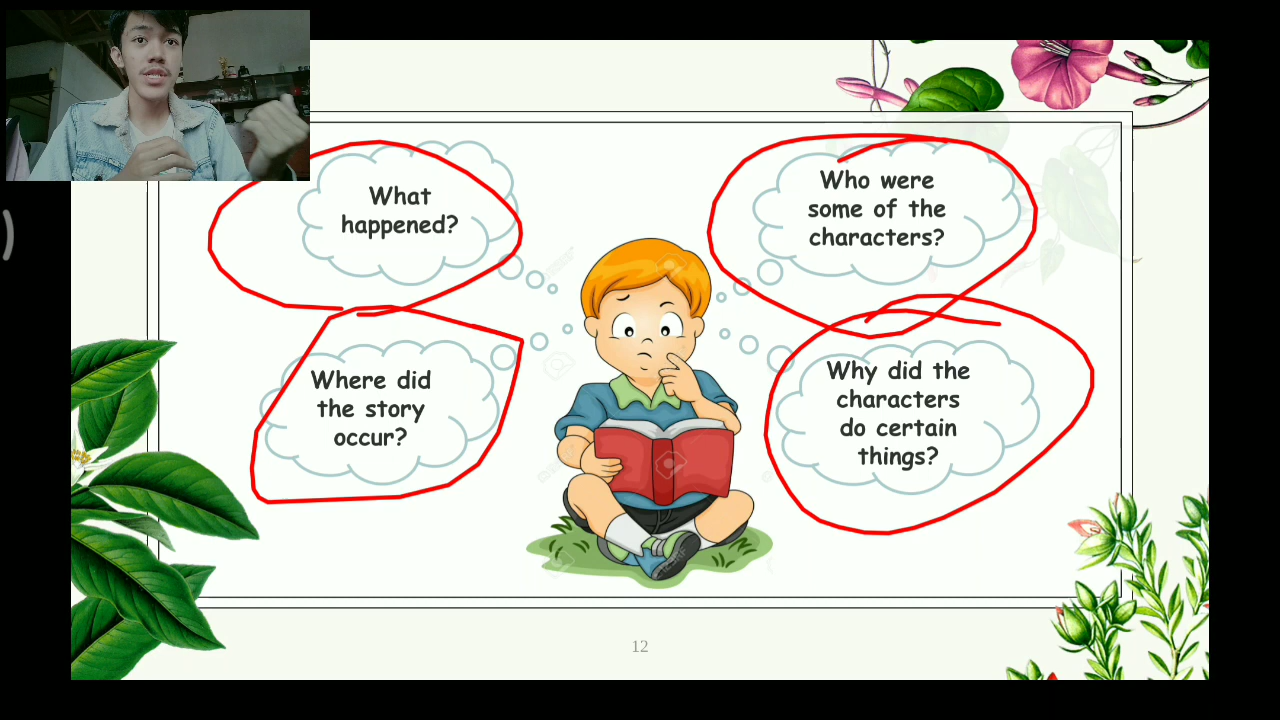 What
happened?
Who were
some of the
characters?
Where did
the story
occur?
Why did the
characters
do certain
things?
12